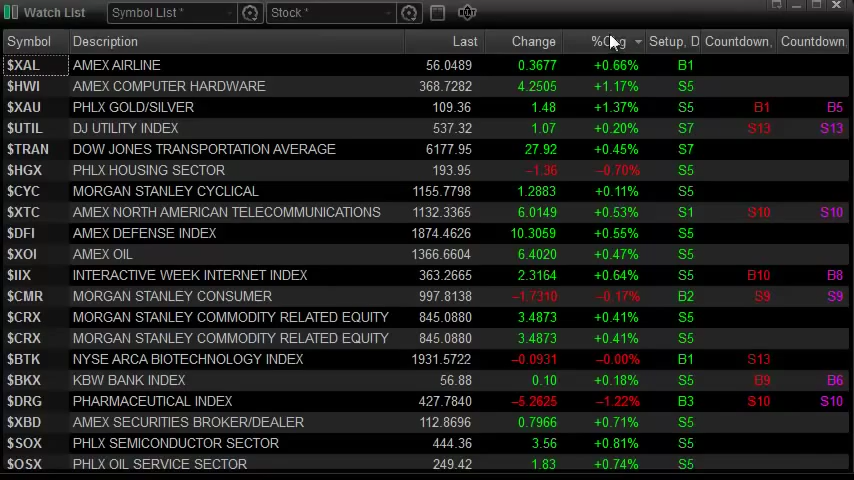 Watch List Symbol List * Stock *
Symbol Description Last Change %Chg Setup, D Countdown, Countdown,
$XAL AMEX AIRLINE 56.0489 0.3677 +0.66% B1
$HWI AMEX COMPUTER HARDWARE 368.7282 4.2505 +1.17% S5
$XAU PHLX GOLD/SILVER 109.36 1.48 +1.37% S5 B1 B5
$UTIL DJ UTILITY INDEX 537.32 1.07 +0.20% S7 S13 S13
$TRAN DOW JONES TRANSPORTATION AVERAGE 6177.95 27.92 +0.45% S7
$HGX PHLX HOUSING SECTOR 193.95 –1.36 –0.70% S5
$CYC MORGAN STANLEY CYCLICAL 1155.7798 1.2883 +0.11% S5
$XTC AMEX NORTH AMERICAN TELECOMMUNICATIONS 1132.3365 6.0149 +0.53% S1 S10 S10
$DFI AMEX DEFENSE INDEX 1874.4626 10.3059 +0.55% S5
$XOI AMEX OIL 1366.6604 6.4020 +0.47% S5
$IIX INTERACTIVE WEEK INTERNET INDEX 363.2665 2.3164 +0.64% S5 B10 B8
$CMR MORGAN STANLEY CONSUMER 997.8138 –1.7310 –0.17% B2 S9 S9
$CRX MORGAN STANLEY COMMODITY RELATED EQUITY 845.0880 3.4873 +0.41% S5
$CRX MORGAN STANLEY COMMODITY RELATED EQUITY 845.0880 3.4873 +0.41% S5
$BTK NYSE ARCA BIOTECHNOLOGY INDEX 1931.5722 –0.0931 –0.00% B1 S13
$BKX KBW BANK INDEX 56.88 0.10 +0.18% S5 B9 B6
$DRG PHARMACEUTICAL INDEX 427.7840 –5.2625 –1.22% B3 S10 S10
$XBD AMEX SECURITIES BROKER/DEALER 112.8696 0.7966 +0.71% S5
$SOX PHLX SEMICONDUCTOR SECTOR 444.36 3.56 +0.81% S5
$OSX PHLX OIL SERVICE SECTOR 249.42 1.83 +0.74% S5